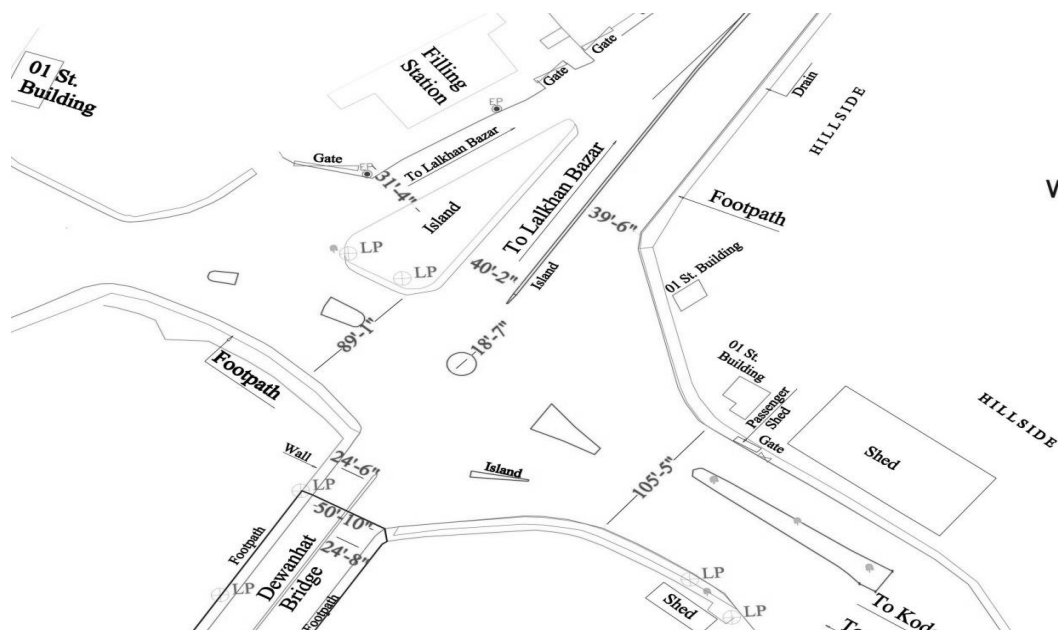 01 St.
Building
Filling
Station
Gate
Gate
EP
Gate
EP
To Lalkhan Bazar
31'-4"
Island
LP
LP
To Lalkhan Bazar
40'-2"
Island
39'-6"
Drain
HILLSIDE
Footpath
01 St. Building
89'-1"
18'-7"
Footpath
01 St.
Building
Passenger
Shed
Gate
Shed
HILLSIDE
Wall
24'-6"
LP
Island
105'-5"
50'-10"
24'-8"
Footpath
Dewanhat
Bridge
LP
Footpath
LP
Shed
LP
To Kod
To